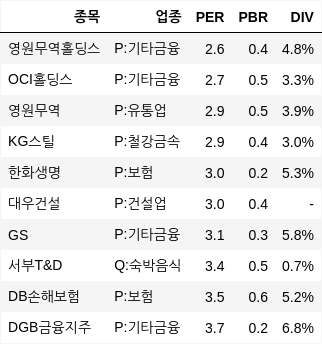 종목 업종 PER PBR DIV
영원무역홀딩스 P:기타금융 2.6 0.4 4.8%
OCI홀딩스 P:기타금융 2.7 0.5 3.3%
영원무역 P:유통업 2.9 0.5 3.9%
KG스틸 P:철강금속 2.9 0.4 3.0%
한화생명 P:보험 3.0 0.2 5.3%
대우건설 P:건설업 3.0 0.4 -
GS P:기타금융 3.1 0.3 5.8%
서부T&D Q:숙박음식 3.4 0.5 0.7%
DB손해보험 P:보험 3.5 0.6 5.2%
DGB금융지주 P:기타금융 3.7 0.2 6.8%